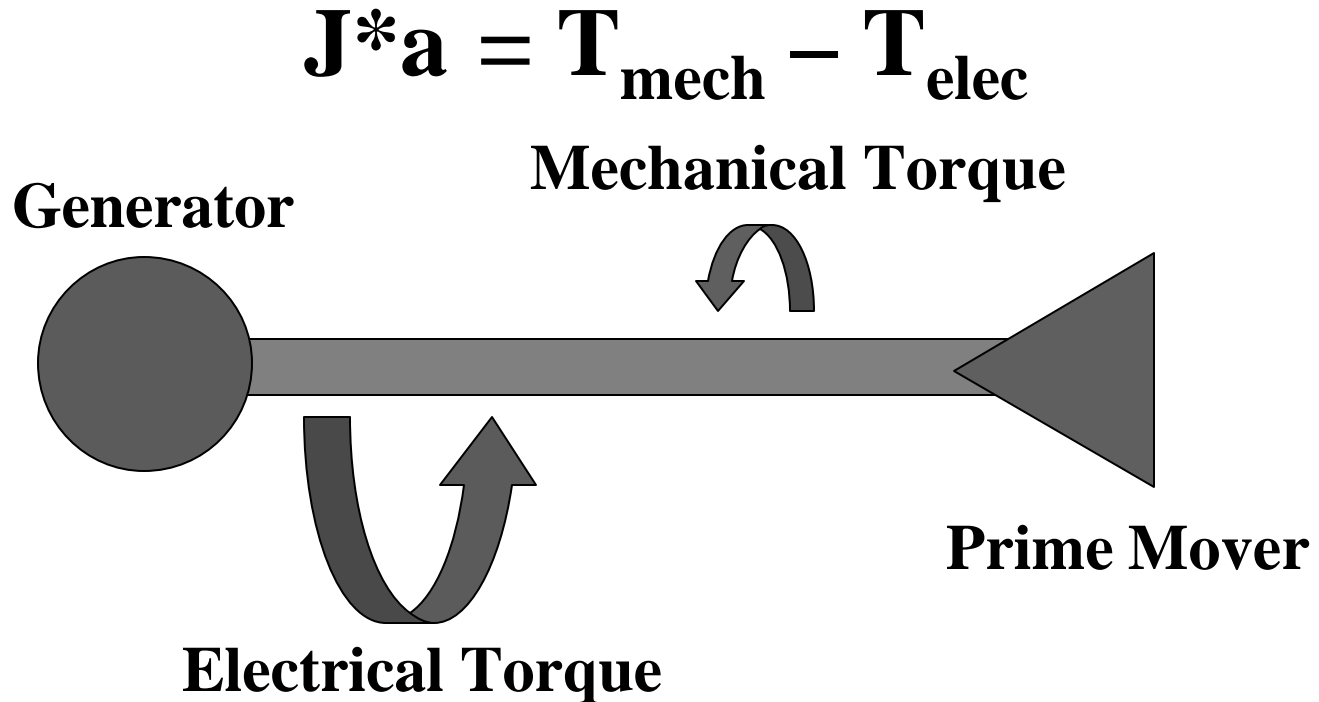 J*a = Tmech – Telec
Mechanical Torque
Generator
Prime Mover
Electrical Torque